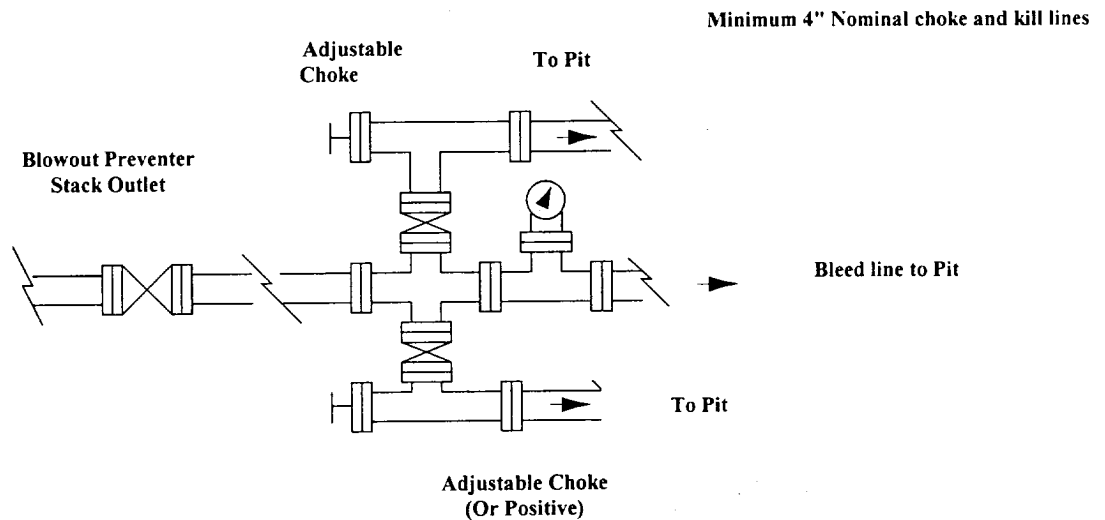 Minimum 4" Nominal choke and kill lines
Adjustable
Choke
To Pit
Blowout Preventer
Stack Outlet
Bleed line to Pit
To Pit
Adjustable Choke
(Or Positive)